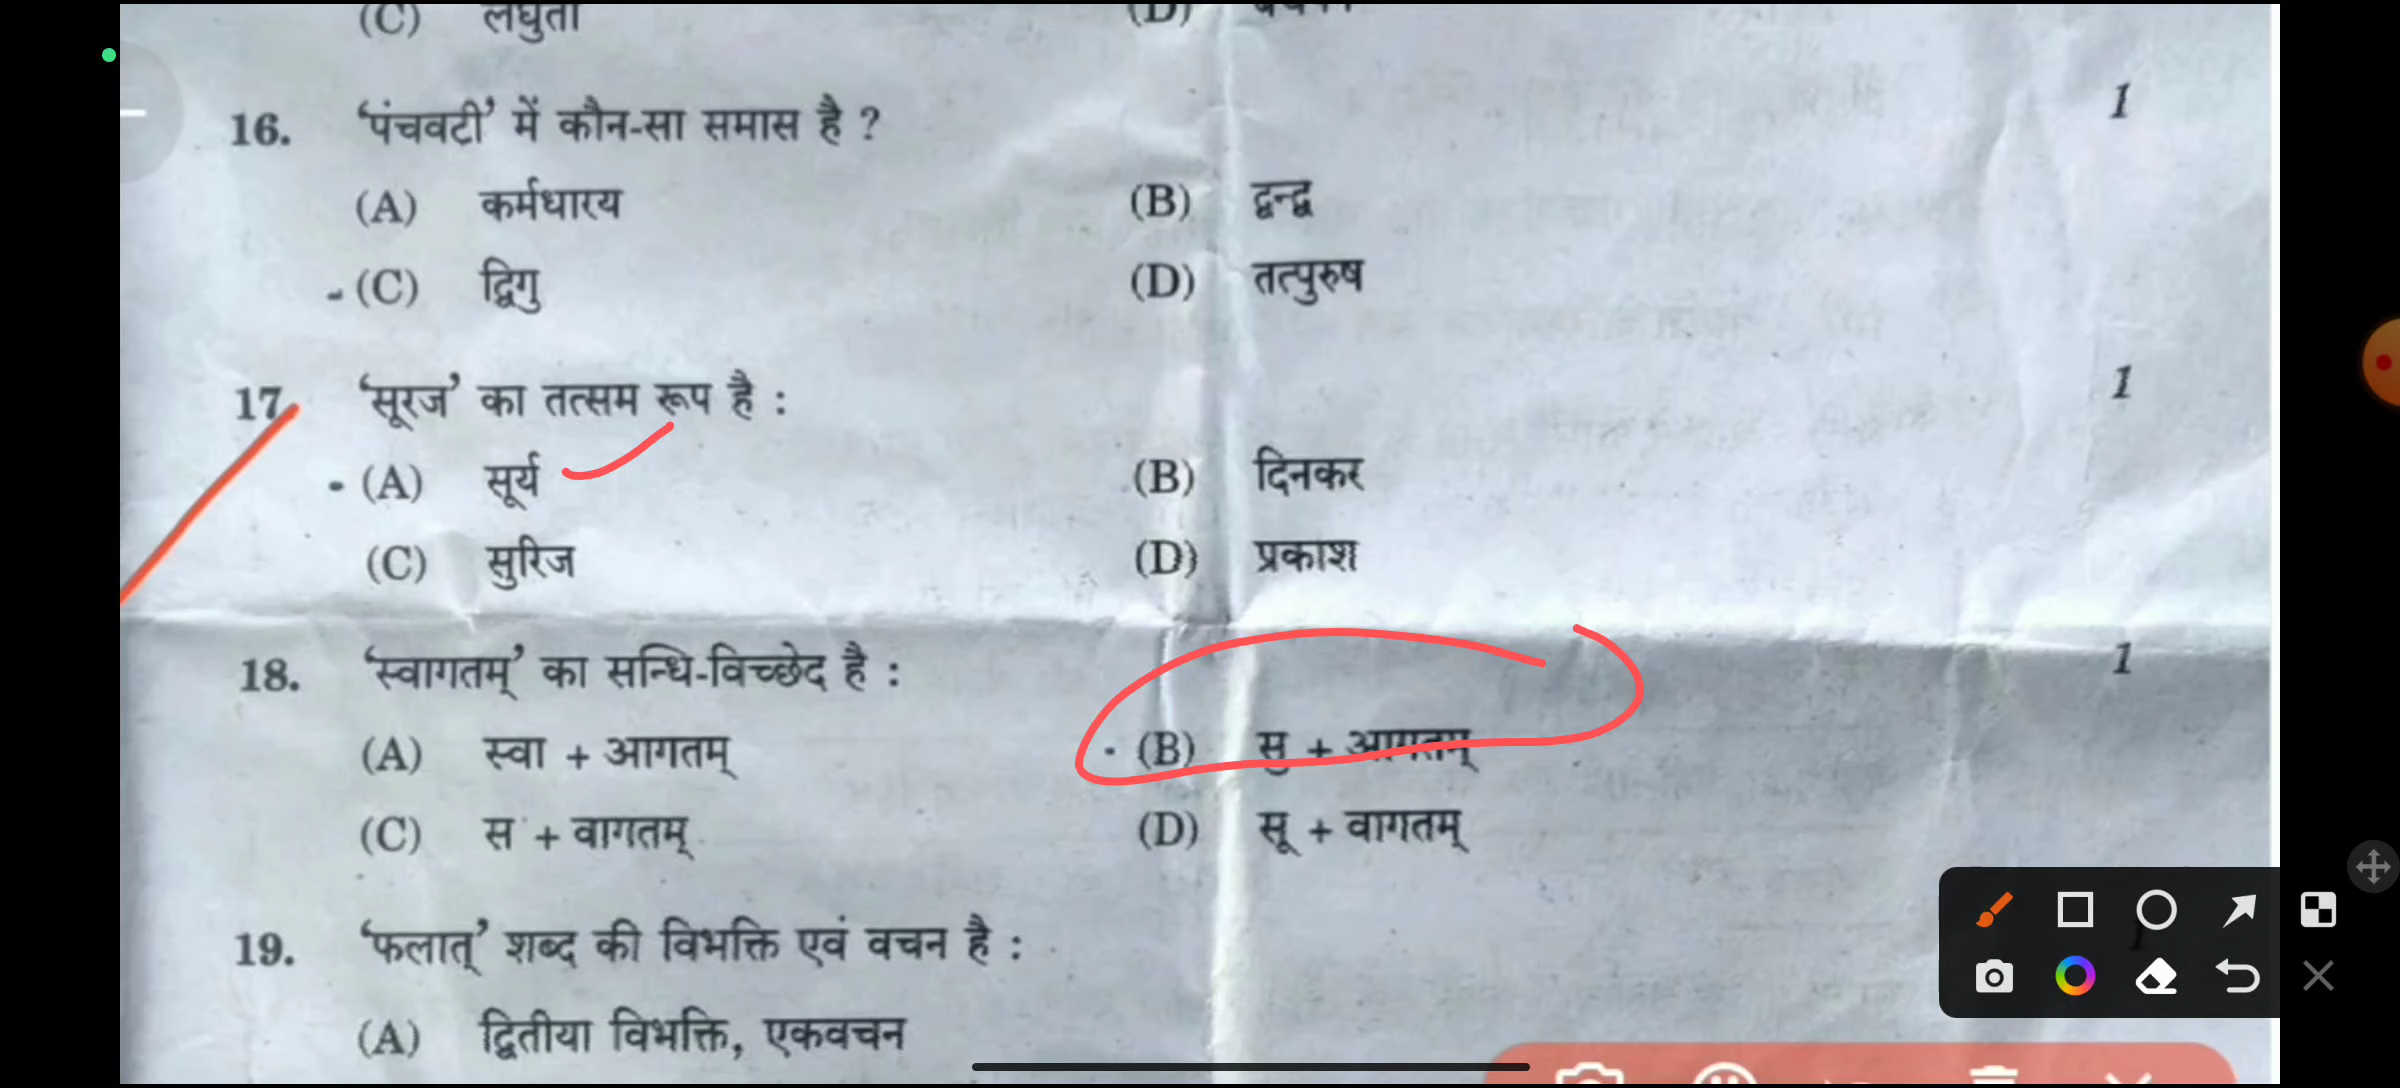 (C) लघुता (D)
16. ‘पंचवटी’ में कौन-सा समास है ? 1
(A) कर्मधारय (B) द्वन्द्व
(C) द्विगु (D) तत्पुरुष
17. ‘सूरज’ का तत्सम रूप है : 1
(A) सूर्य (B) दिनकर
(C) सुरिज (D) प्रकाश
18. ‘स्वागतम्’ का सन्धि-विच्छेद है : 1
(A) स्वा + आगतम् (B) सु + आगतम्
(C) स + वागतम् (D) सू + वागतम्
19. ‘फलात्’ शब्द की विभक्ति एवं वचन है :
(A) द्वितीया विभक्ति, एकवचन